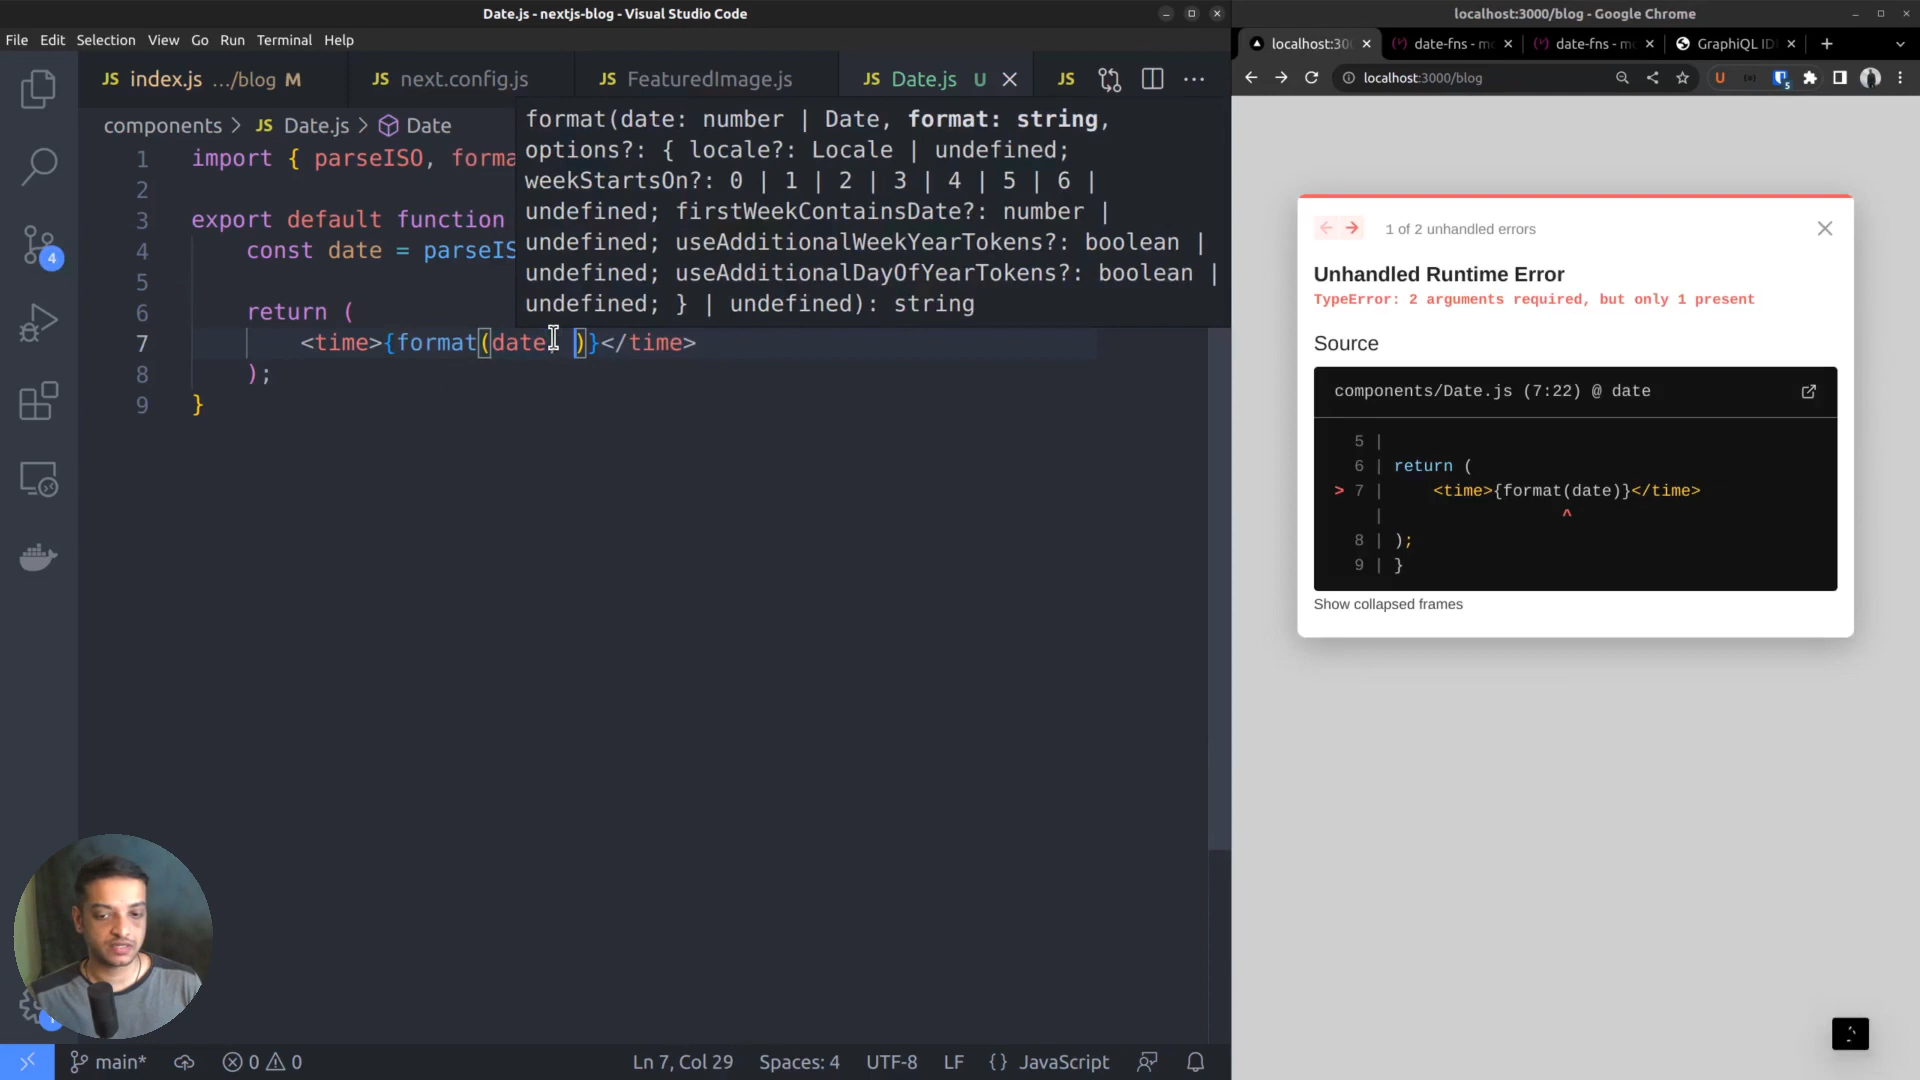 Date.js - nextjs-blog - Visual Studio Code
File Edit Selection View Go Run Terminal Help
JS index.js .../blog M
JS next.config.js
JS FeaturedImage.js
JS Date.js U
JS
components > JS Date.js > Date
format(date: number | Date, format: string,
options?: { locale?: Locale | undefined;
weekStartsOn?: 0 | 1 | 2 | 3 | 4 | 5 | 6 |
undefined; firstWeekContainsDate?: number |
undefined; useAdditionalWeekYearTokens?: boolean |
undefined; useAdditionalDayOfYearTokens?: boolean |
undefined; } | undefined): string
1 import { parseISO, forma
2
3 export default function
4 const date = parseIS
5
6 return (
7 <time>{format(date, )}</time>
8 );
9 }
4
main*
0 0
Ln 7, Col 29
Spaces: 4
UTF-8
LF
{} JavaScript
localhost:3000/blog - Google Chrome
localhost:300
date-fns - mo
date-fns - mo
GraphiQL ID
localhost:3000/blog
U
5
1 of 2 unhandled errors
Unhandled Runtime Error
TypeError: 2 arguments required, but only 1 present
Source
components/Date.js (7:22) @ date
5 |
6 | return (
> 7 | <time>{format(date)}</time>
| ^
8 | );
9 | }
Show collapsed frames